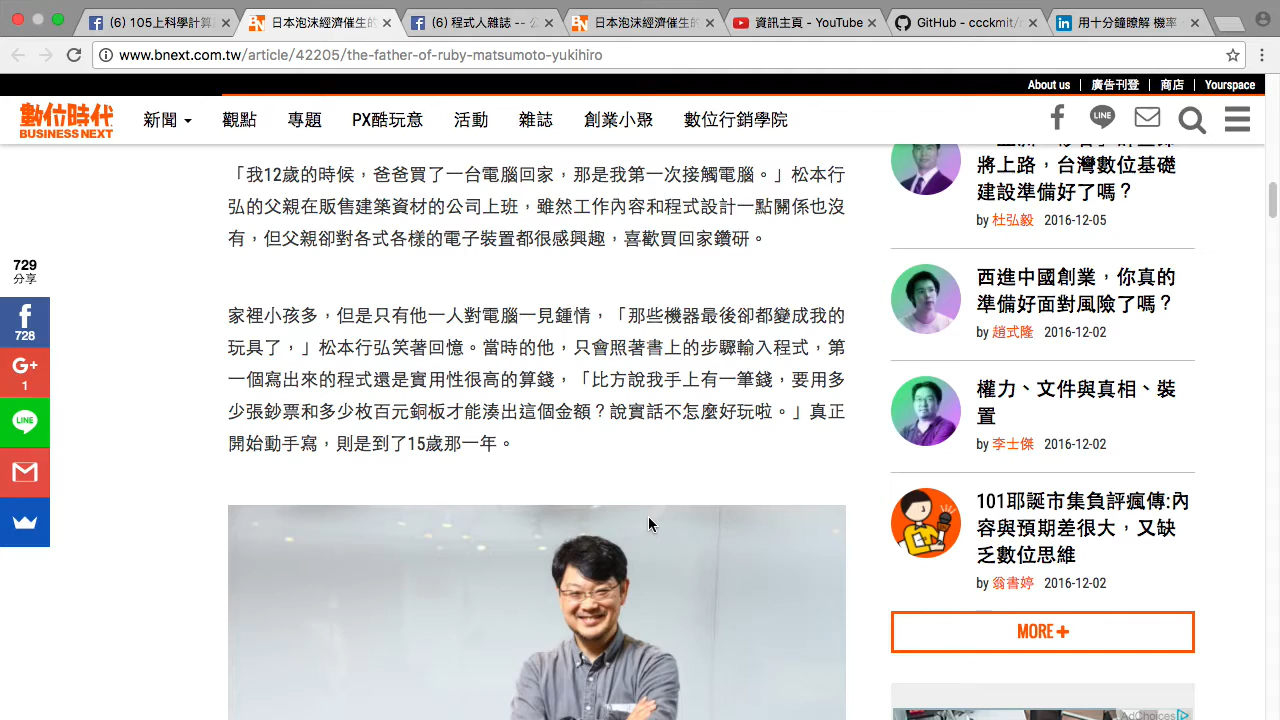 (6) 105上科學計算
日本泡沫經濟催生的
(6) 程式人雜誌 -- 公
日本泡沫經濟催生的
資訊主頁 - YouTube
GitHub - ccckmit/
用十分鐘瞭解 機率
www.bnext.com.tw/article/42205/the-father-of-ruby-matsumoto-yukihiro
About us | 廣告刊登 | 商店 | Yourspace
數位時代
BUSINESS NEXT
新聞 觀點 專題 PX酷玩意 活動 雜誌 創業小聚 數位行銷學院
LINE
「我12歲的時候，爸爸買了一台電腦回家，那是我第一次接觸電腦。」松本行
弘的父親在販售建築資材的公司上班，雖然工作內容和程式設計一點關係也沒
有，但父親卻對各式各樣的電子裝置都很感興趣，喜歡買回家鑽研。
家裡小孩多，但是只有他一人對電腦一見鍾情，「那些機器最後卻都變成我的
玩具了，」松本行弘笑著回憶。當時的他，只會照著書上的步驟輸入程式，第
一個寫出來的程式還是實用性很高的算錢，「比方說我手上有一筆錢，要用多
少張鈔票和多少枚百元銅板才能湊出這個金額？說實話不怎麼好玩啦。」真正
開始動手寫，則是到了15歲那一年。
729
分享
f
728
G+
1
LINE
將上路，台灣數位基礎
建設準備好了嗎？
by 杜弘毅 2016-12-05
西進中國創業，你真的
準備好面對風險了嗎？
by 趙式隆 2016-12-02
權力、文件與真相、裝
置
by 李士傑 2016-12-02
101耶誕市集負評瘋傳:內
容與預期差很大，又缺
乏數位思維
by 翁書婷 2016-12-02
MORE +
AdChoices